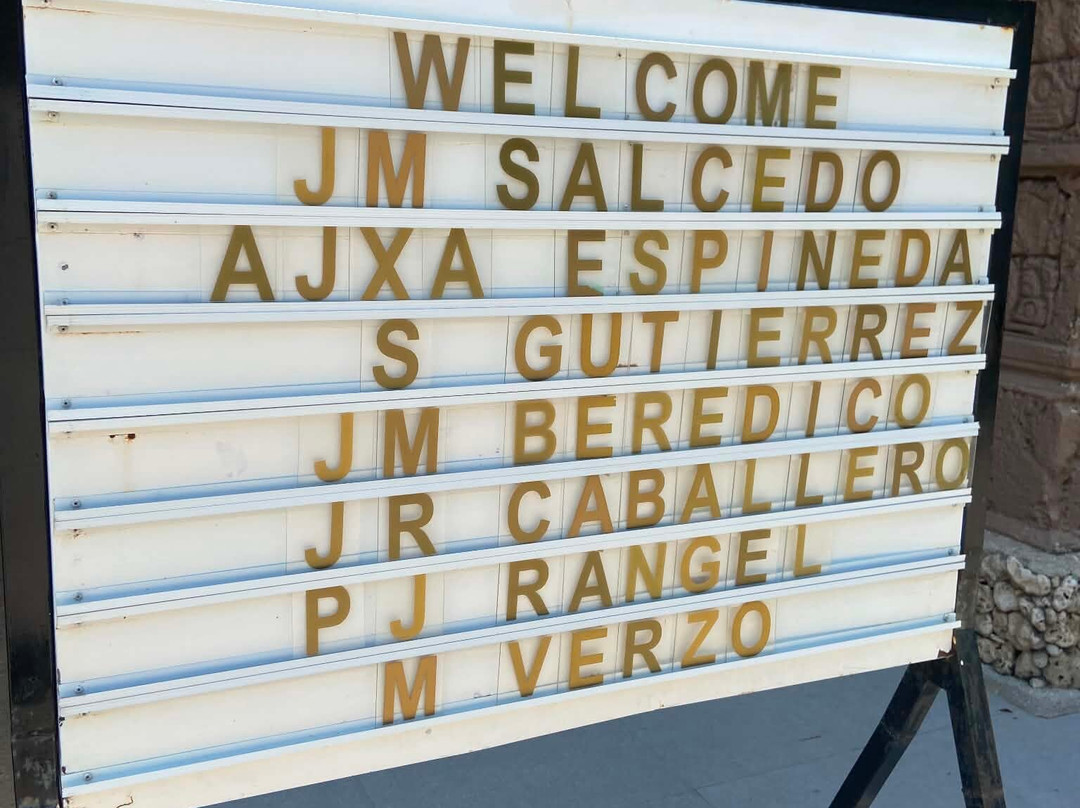 WELCOME
JM SALCEDO
AJXA ESPINEDA
S GUTIERREZ
JM BEREDICO
JR CABALLERO
PJ RANGEL
M VERZO